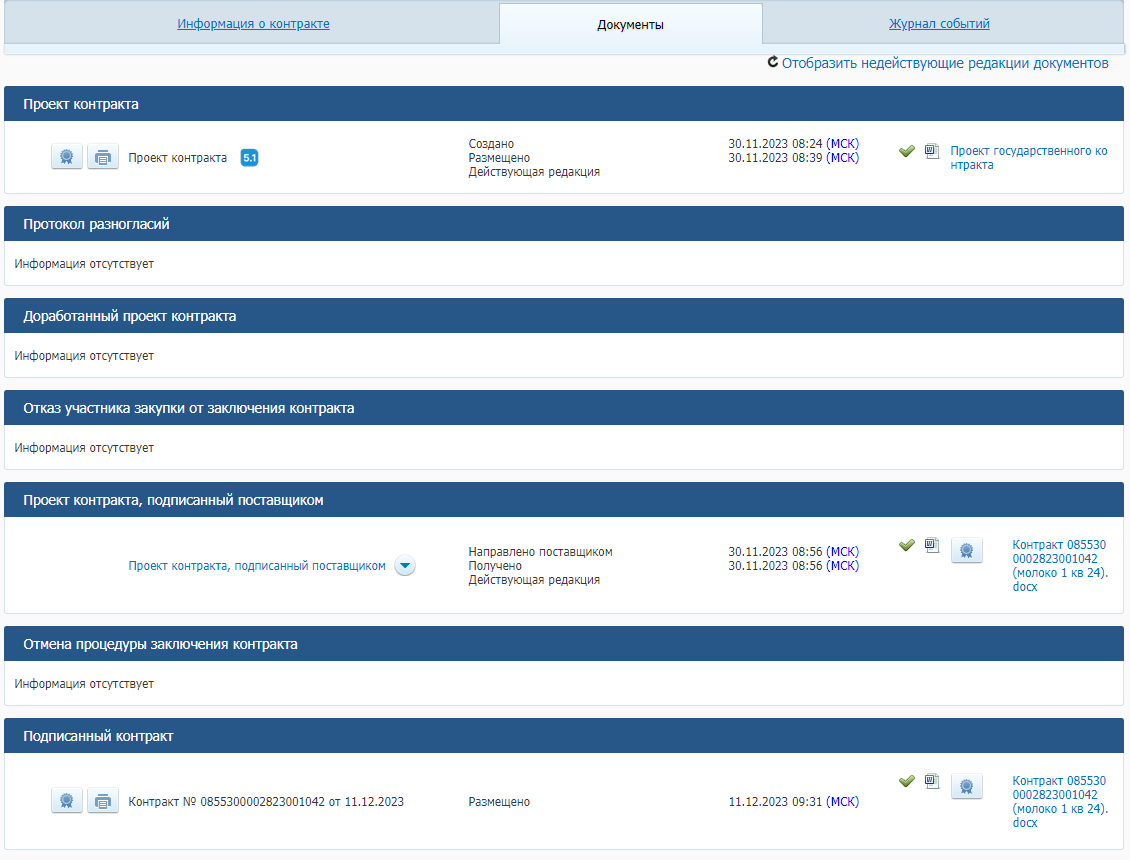 Информация о контракте
Документы
Журнал событий
Отобразить недействующие редакции документов
Проект контракта
Проект контракта 5.1
Создано 30.11.2023 08:24 (МСК)
Размещено 30.11.2023 08:39 (МСК)
Действующая редакция
Проект государственного ко
нтракта
Протокол разногласий
Информация отсутствует
Доработанный проект контракта
Информация отсутствует
Отказ участника закупки от заключения контракта
Информация отсутствует
Проект контракта, подписанный поставщиком
Проект контракта, подписанный поставщиком
Направлено поставщиком 30.11.2023 08:56 (МСК)
Получено 30.11.2023 08:56 (МСК)
Действующая редакция
Контракт 085530
0002823001042
(молоко 1 кв 24).
docx
Отмена процедуры заключения контракта
Информация отсутствует
Подписанный контракт
Контракт № 0855300002823001042 от 11.12.2023
Размещено 11.12.2023 09:31 (МСК)
Контракт 085530
0002823001042
(молоко 1 кв 24).
docx